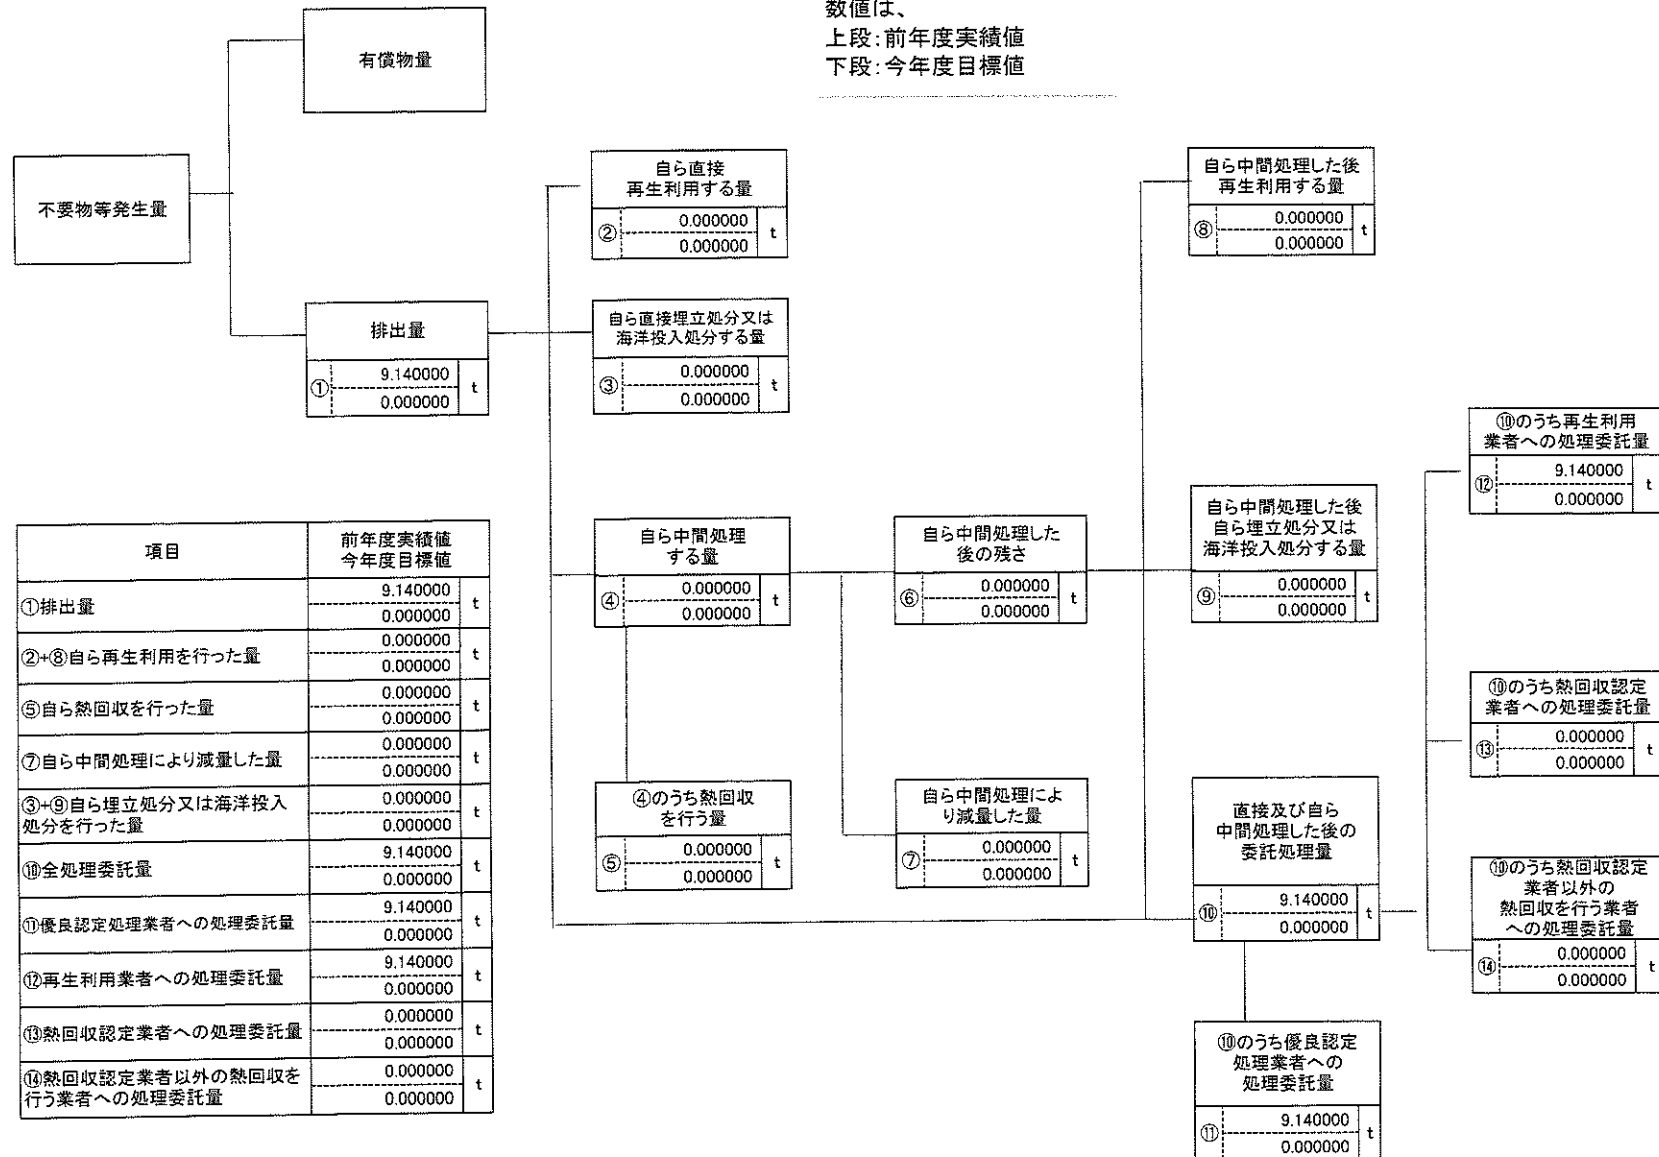 数値は、
上段:前年度実績値
下段:今年度目標値
有償物量
不要物等発生量
排出量
① 9.140000 t
0.000000
自ら直接
再生利用する量
② 0.000000 t
0.000000
自ら直接埋立処分又は
海洋投入処分する量
③ 0.000000 t
0.000000
自ら中間処理した後
再生利用する量
⑧ 0.000000 t
0.000000
自ら中間処理
する量
④ 0.000000 t
0.000000
自ら中間処理した
後の残さ
⑥ 0.000000 t
0.000000
自ら中間処理した後
自ら埋立処分又は
海洋投入処分する量
⑨ 0.000000 t
0.000000
④のうち熱回収
を行う量
⑤ 0.000000 t
0.000000
自ら中間処理によ
り減量した量
⑦ 0.000000 t
0.000000
直接及び自ら
中間処理した後の
委託処理量
⑩ 9.140000 t
0.000000
⑩のうち優良認定
処理業者への
処理委託量
⑪ 9.140000 t
0.000000
⑩のうち再生利用
業者への処理委託量
⑫ 9.140000 t
0.000000
⑩のうち熱回収認定
業者への処理委託量
⑬ 0.000000 t
0.000000
⑩のうち熱回収認定
業者以外の
熱回収を行う業者
への処理委託量
⑭ 0.000000 t
0.000000
項目 前年度実績値
今年度目標値
①排出量 9.140000 t
0.000000
②+⑧自ら再生利用を行った量 0.000000 t
0.000000
⑤自ら熱回収を行った量 0.000000 t
0.000000
⑦自ら中間処理により減量した量 0.000000 t
0.000000
③+⑨自ら埋立処分又は海洋投入
処分を行った量 0.000000 t
0.000000
⑩全処理委託量 9.140000 t
0.000000
⑪優良認定処理業者への処理委託量 9.140000 t
0.000000
⑫再生利用業者への処理委託量 9.140000 t
0.000000
⑬熱回収認定業者への処理委託量 0.000000 t
0.000000
⑭熱回収認定業者以外の熱回収を
行う業者への処理委託量 0.000000 t
0.000000